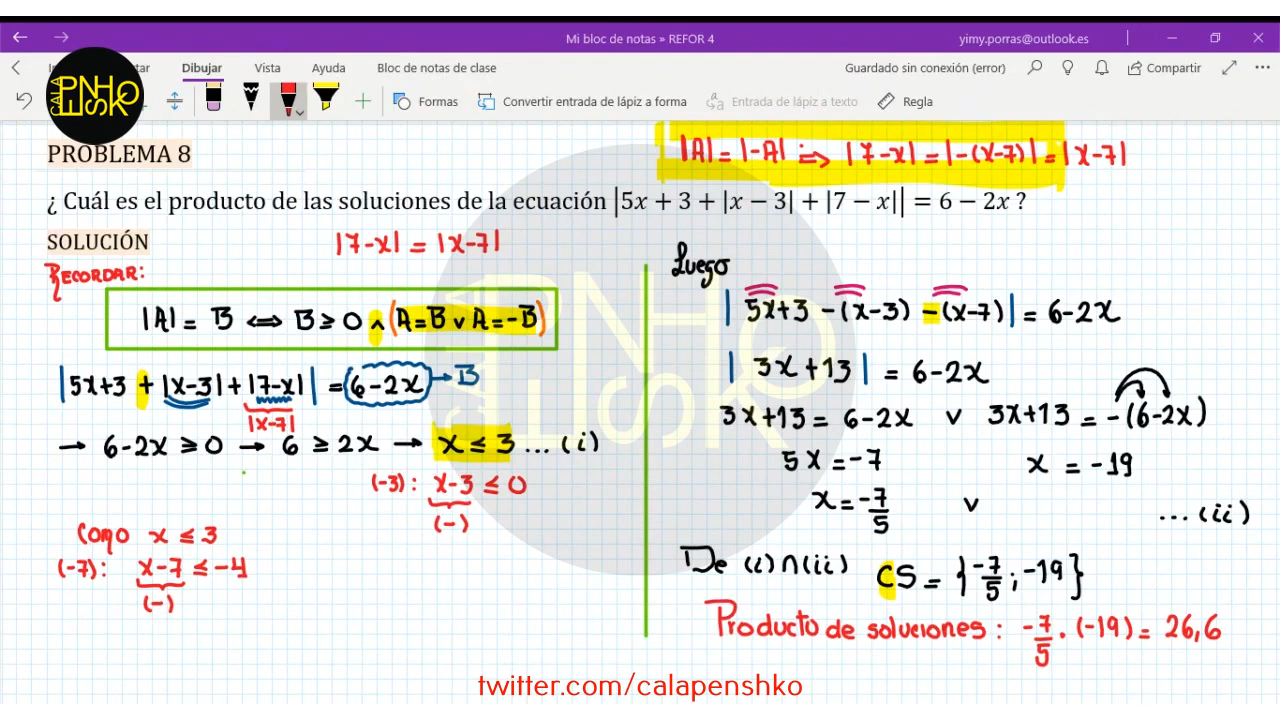 Mi bloc de notas » REFOR 4
yimy.porras@outlook.es
Dibujar Vista Ayuda Bloc de notas de clase
Guardado sin conexión (error) Compartir
Formas Convertir entrada de lápiz a forma Entrada de lápiz a texto Regla
CALAPENSHKO
PROBLEMA 8
|A| = |-A| => |7-x| = |-(x-7)| = |x-7|
¿ Cuál es el producto de las soluciones de la ecuación |5x + 3 + |x − 3| + |7 − x|| = 6 − 2x ?
SOLUCIÓN
|7-x| = |x-7|
RECORDAR:
|A| = B ⟺ B ≥ 0 ∧ (A = B ∨ A = -B)
|5x+3 + |x-3| + |7-x|| = 6-2x → B
|x-7|
→ 6-2x ≥ 0 → 6 ≥ 2x → x ≤ 3 ... (i)
(-3): x-3 ≤ 0
(-)
Como x ≤ 3
(-7): x-7 ≤ -4
(-)
Luego
|5x+3 -(x-3) -(x-7)| = 6-2x
|3x+13| = 6-2x
3x+13 = 6-2x ∨ 3x+13 = -(6-2x)
5x = -7 x = -19
x = -7/5 ∨ ... (ii)
De (i)∩(ii) CS = {-7/5 ; -19}
Producto de soluciones: -7/5 . (-19) = 26,6
twitter.com/calapenshko